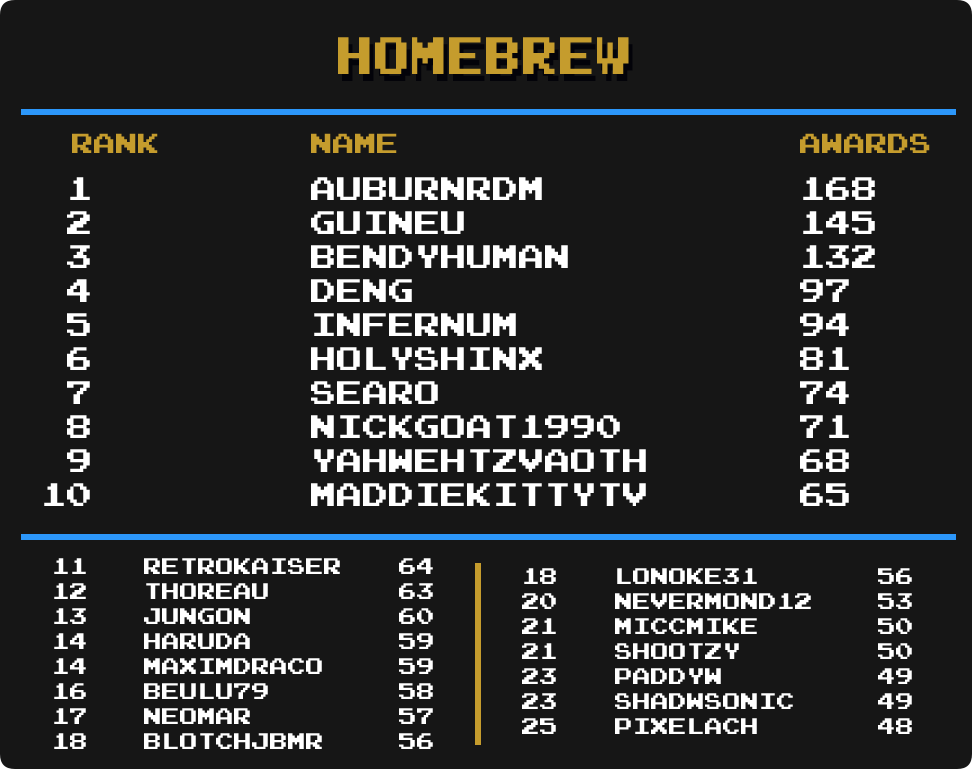 HOMEBREW
RANK NAME AWARDS
1 AUBURNRDM 168
2 GUINEU 145
3 BENDYHUMAN 132
4 DENG 97
5 INFERNUM 94
6 HOLYSHINX 81
7 SEARO 74
8 NICKGOAT1990 71
9 YAHWEHTZVAOTH 68
10 MADDIEKITTYTV 65
11 RETROKAISER 64
12 THOREAU 63
13 JUNGON 60
14 HARUDA 59
14 MAXIMDRACO 59
16 BEULU79 58
17 NEOMAR 57
18 BLOTCHJBMR 56
18 LONOKE31 56
20 NEVERMOND12 53
21 MICCMIKE 50
21 SHOOTZY 50
23 PADDYW 49
23 SHADWSONIC 49
25 PIXELACH 48